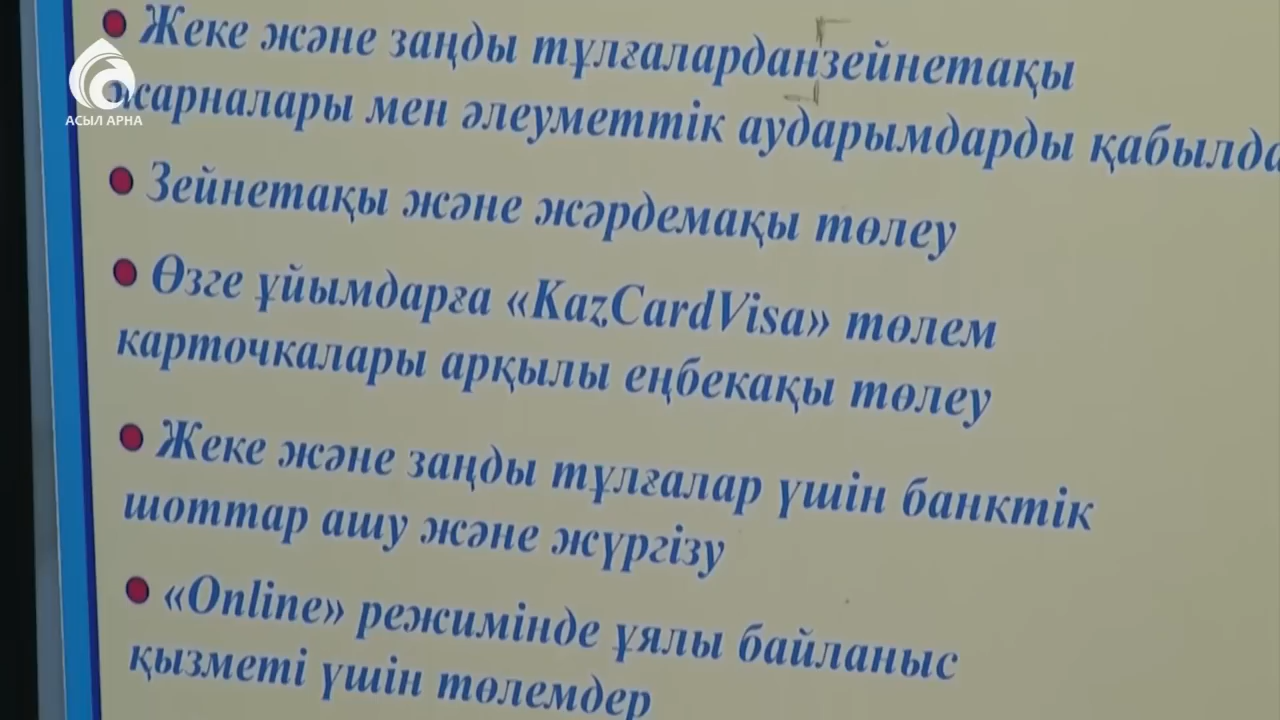 • Жеке және заңды тұлғаларданзейнетақы
жарналары мен әлеуметтік аударымдарды қабылда
• Зейнетақы және жәрдемақы төлеу
• Өзге ұйымдарға «KazCardVisa» төлем
карточкалары арқылы еңбекақы төлеу
• Жеке және заңды тұлғалар үшін банктік
шоттар ашу және жүргізу
• «Online» режимінде ұялы байланыс
қызметі үшін төлемдер
АСЫЛ АРНА